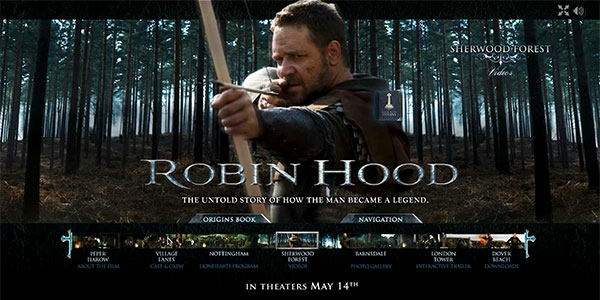 SHERWOOD FOREST
Videos
ROBIN HOOD
THE UNTOLD STORY OF HOW THE MAN BECAME A LEGEND.
ORIGINS BOOK
NAVIGATION
PEPER HAROW
ABOUT THE FILM
VILLAGE LANES
CAST & CREW
NOTTINGHAM
LIONHEARTS PROGRAM
SHERWOOD FOREST
VIDEOS
BARNSDALE
PHOTO GALLERY
LONDON TOWER
INTERACTIVE TRAILER
DOVER BEACH
DOWNLOADS
IN THEATERS MAY 14TH